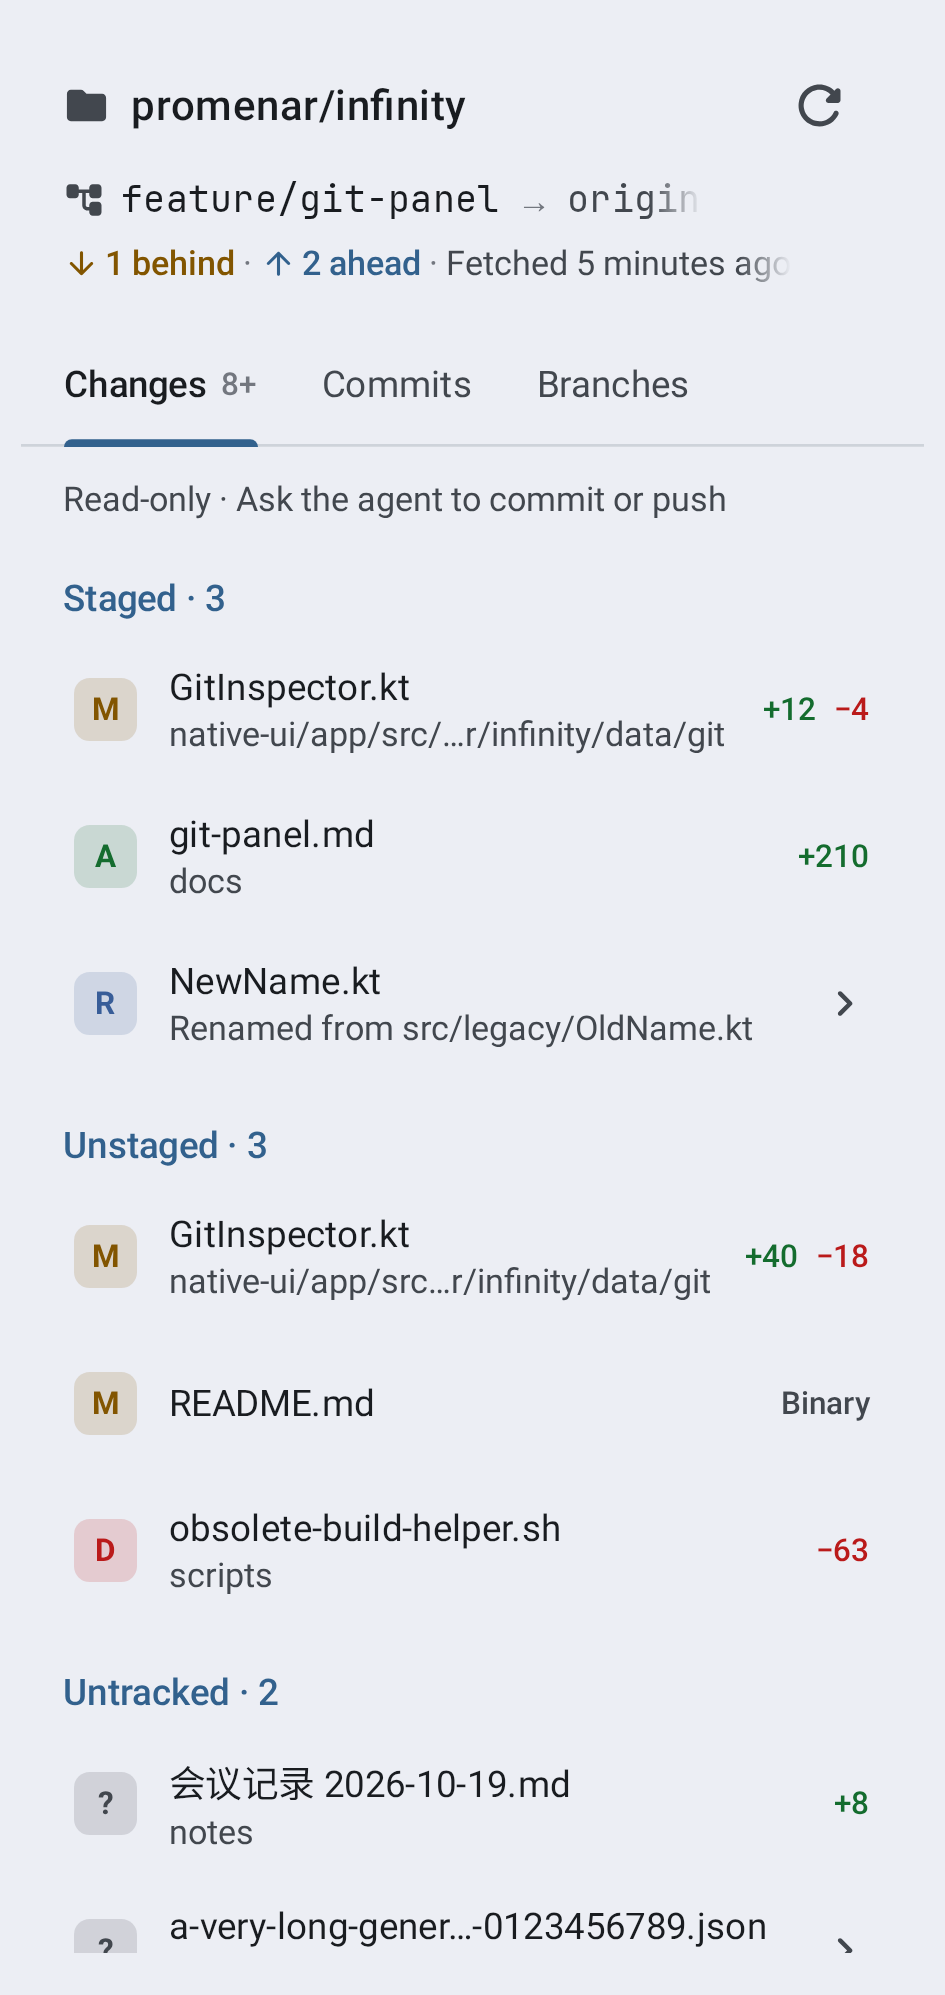 promenar/infinity
feature/git-panel → origin
↓ 1 behind · ↑ 2 ahead · Fetched 5 minutes ago
Changes 8+ Commits Branches
Read-only · Ask the agent to commit or push
Staged · 3
M GitInspector.kt +12 −4
native-ui/app/src/…r/infinity/data/git
A git-panel.md +210
docs
R NewName.kt
Renamed from src/legacy/OldName.kt
Unstaged · 3
M GitInspector.kt +40 −18
native-ui/app/src…r/infinity/data/git
M README.md Binary
D obsolete-build-helper.sh −63
scripts
Untracked · 2
? 会议记录 2026-10-19.md +8
notes
? a-very-long-gener…-0123456789.json